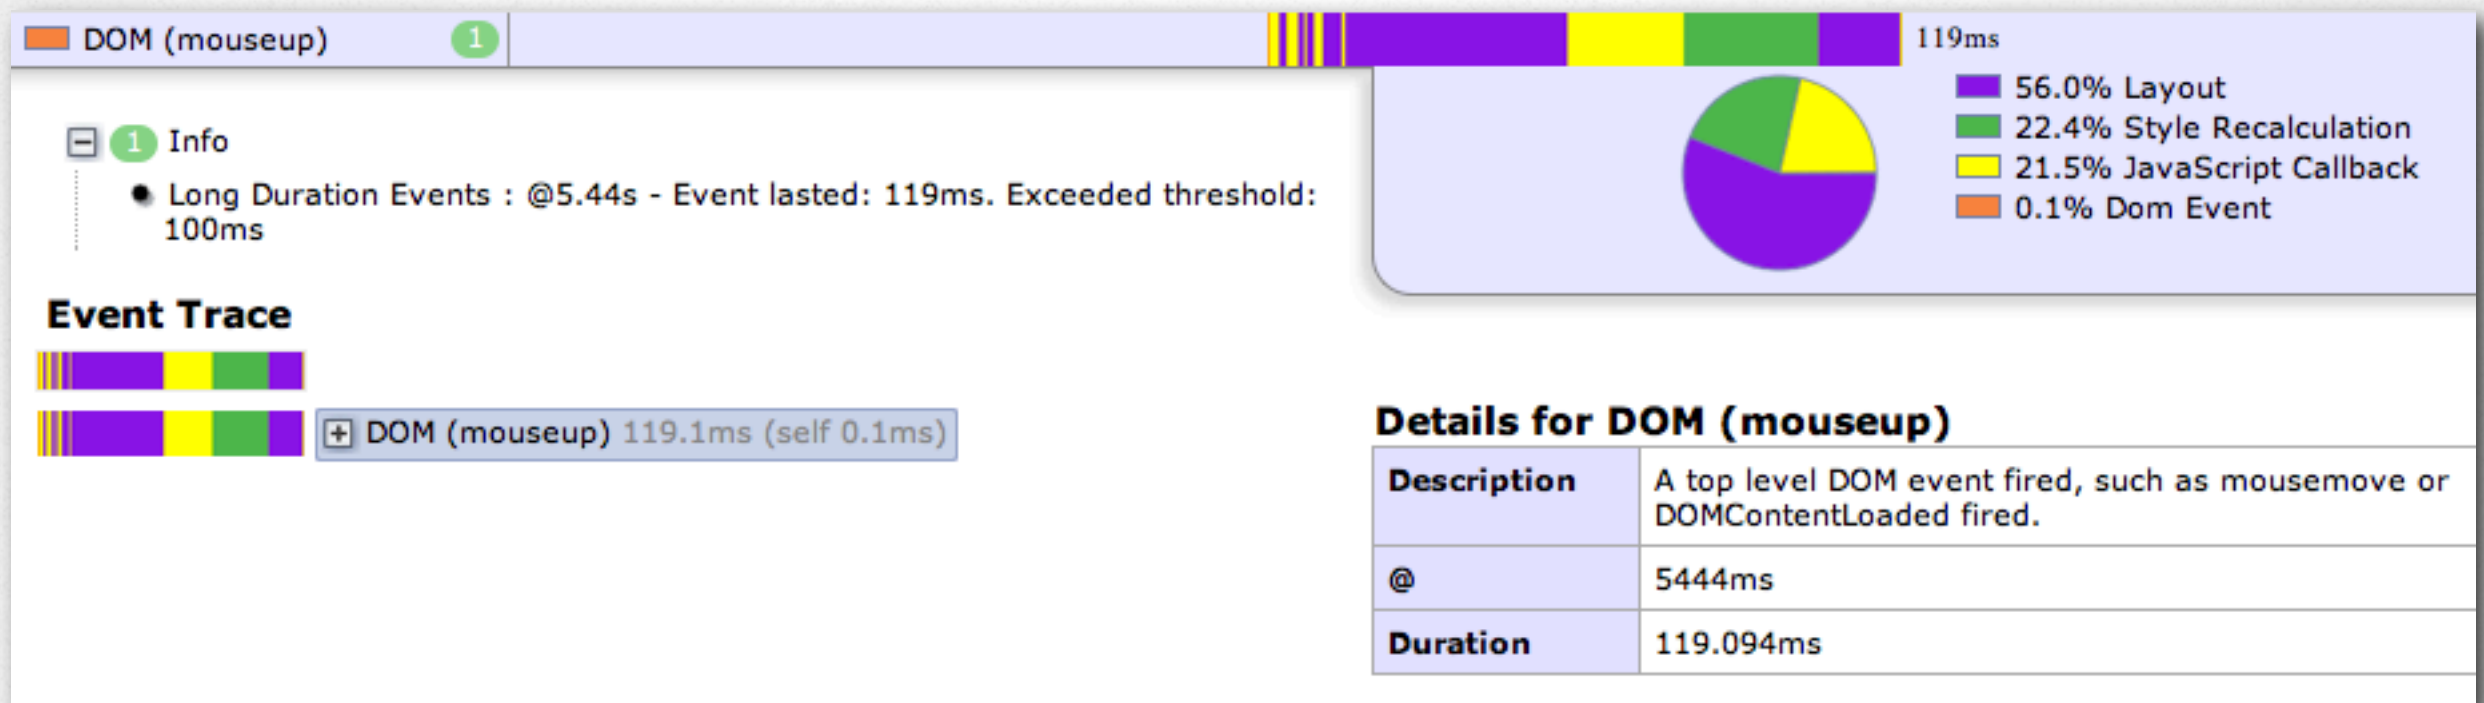 DOM (mouseup) 1 119ms
56.0% Layout
22.4% Style Recalculation
21.5% JavaScript Callback
0.1% Dom Event
1 Info
Long Duration Events : @5.44s - Event lasted: 119ms. Exceeded threshold:
100ms
Event Trace
DOM (mouseup) 119.1ms (self 0.1ms)
Details for DOM (mouseup)
Description A top level DOM event fired, such as mousemove or
DOMContentLoaded fired.
@ 5444ms
Duration 119.094ms